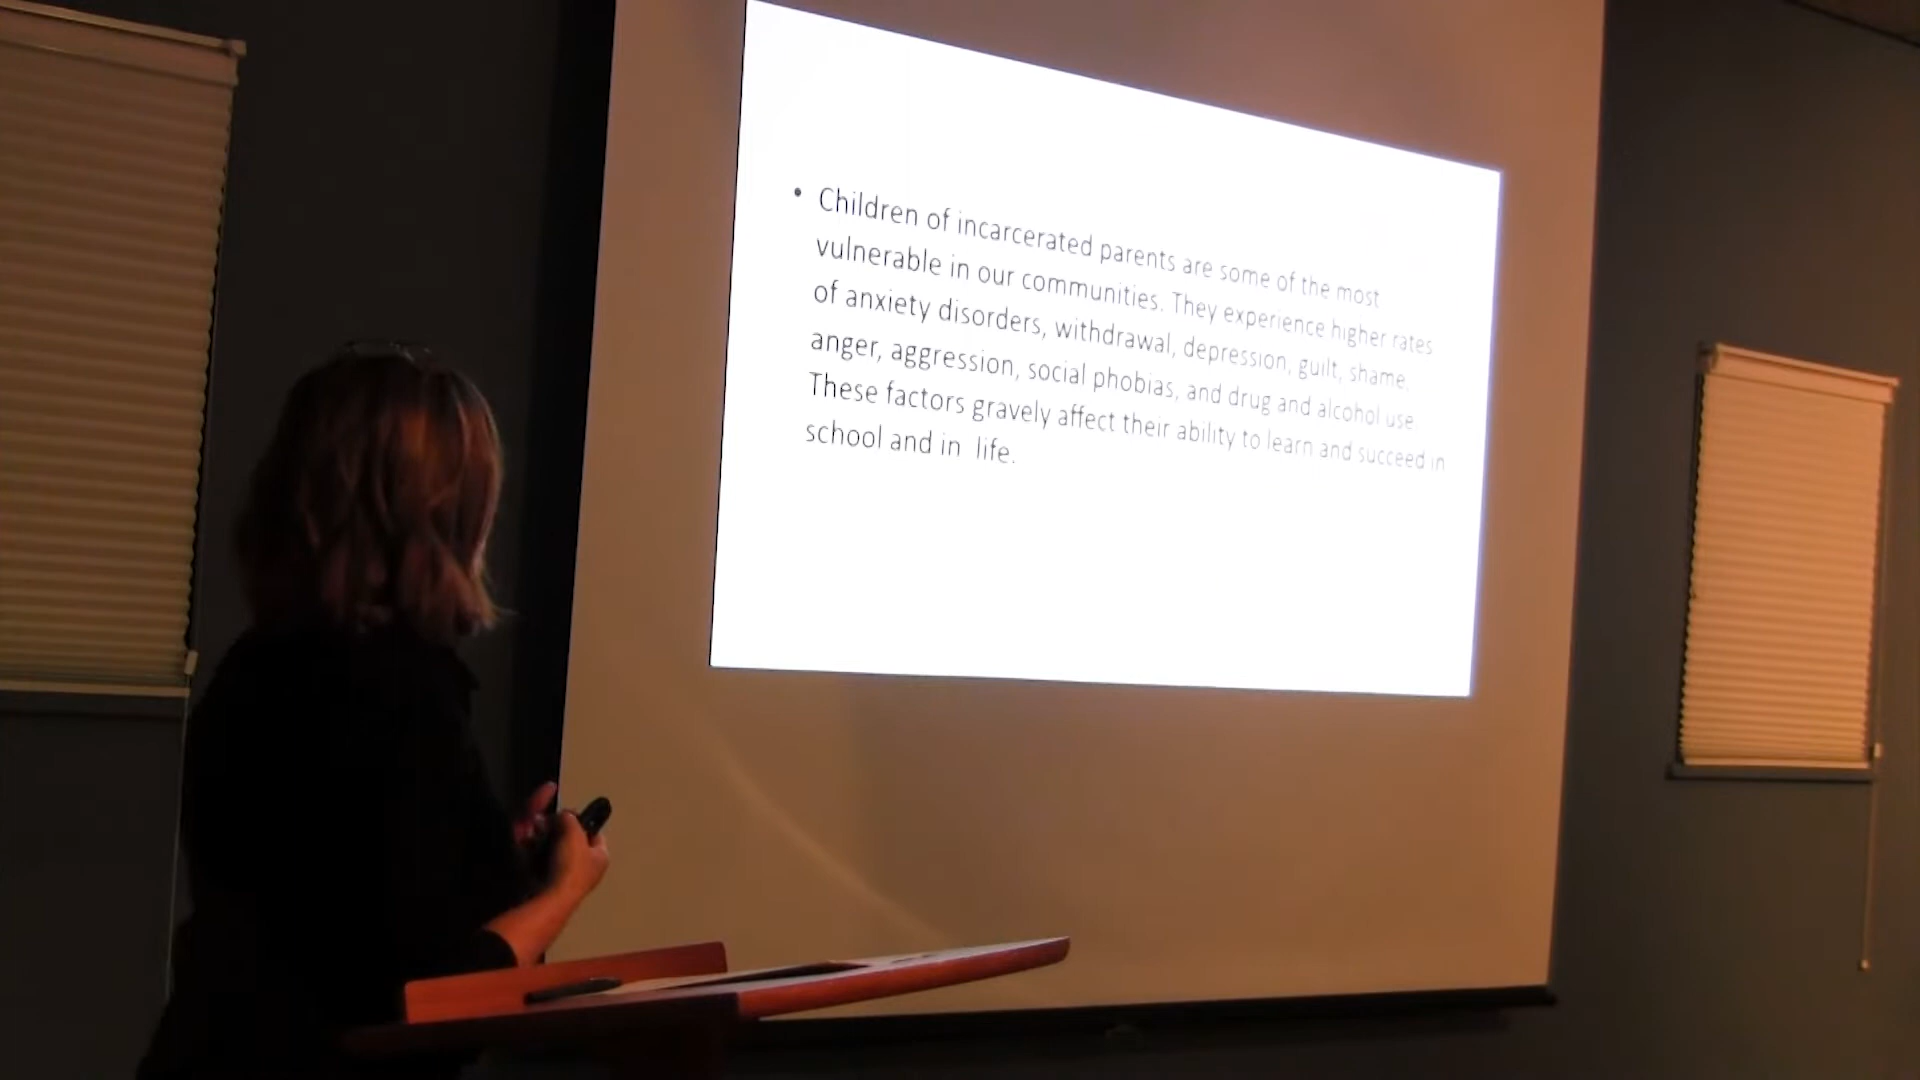 • Children of incarcerated parents are some of the most
vulnerable in our communities. They experience higher rates
of anxiety disorders, withdrawal, depression, guilt, shame,
anger, aggression, social phobias, and drug and alcohol use.
These factors gravely affect their ability to learn and succeed in
school and in life.